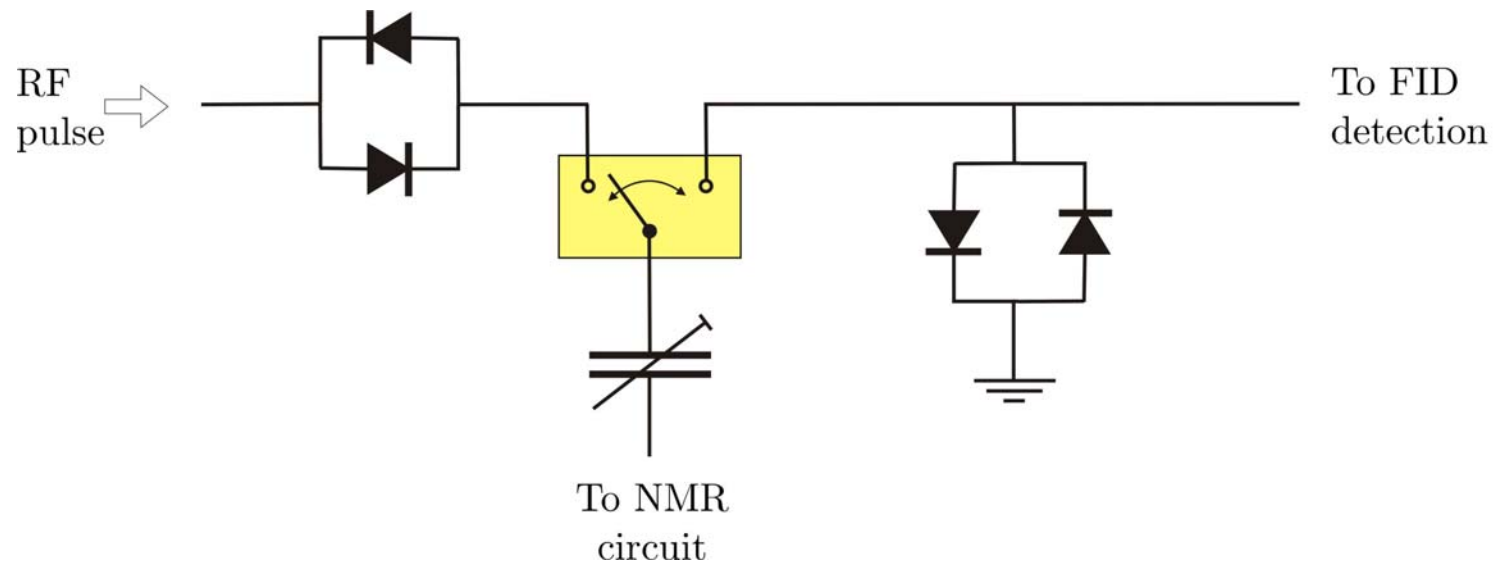 RF
pulse
To FID
detection
To NMR
circuit